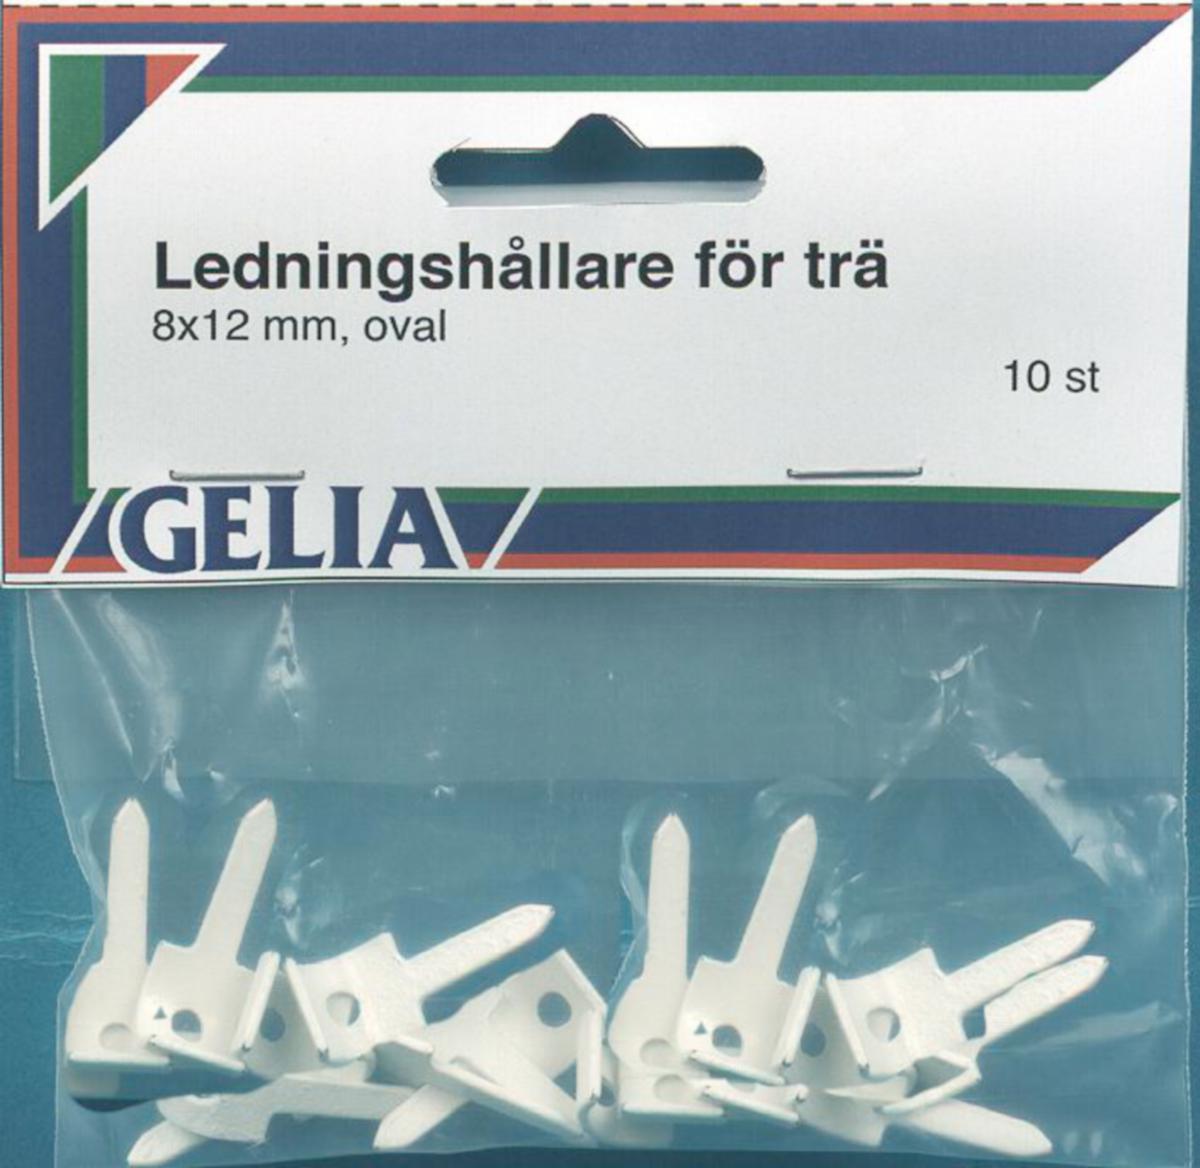 Ledningshållare för trä
8x12 mm, oval
10 st
GELIA